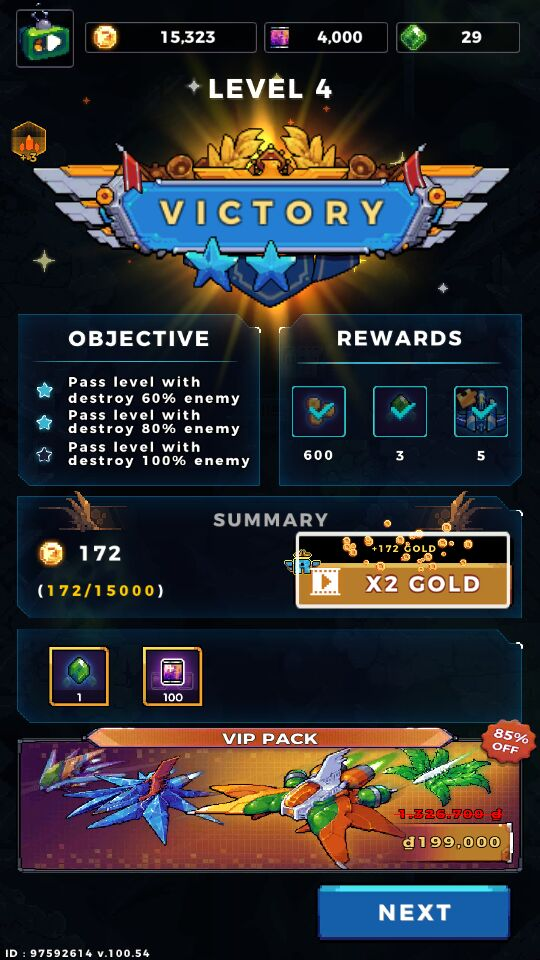 15,323
4,000
29
LEVEL 4
+3
VICTORY
OBJECTIVE
Pass level with
destroy 60% enemy
Pass level with
destroy 80% enemy
Pass level with
destroy 100% enemy
REWARDS
600
3
5
SUMMARY
172
(172/15000)
+172 GOLD
X2 GOLD
1
100
VIP PACK
85%
OFF
1.326.700 đ
đ199,000
NEXT
ID : 97592614 v.100.54